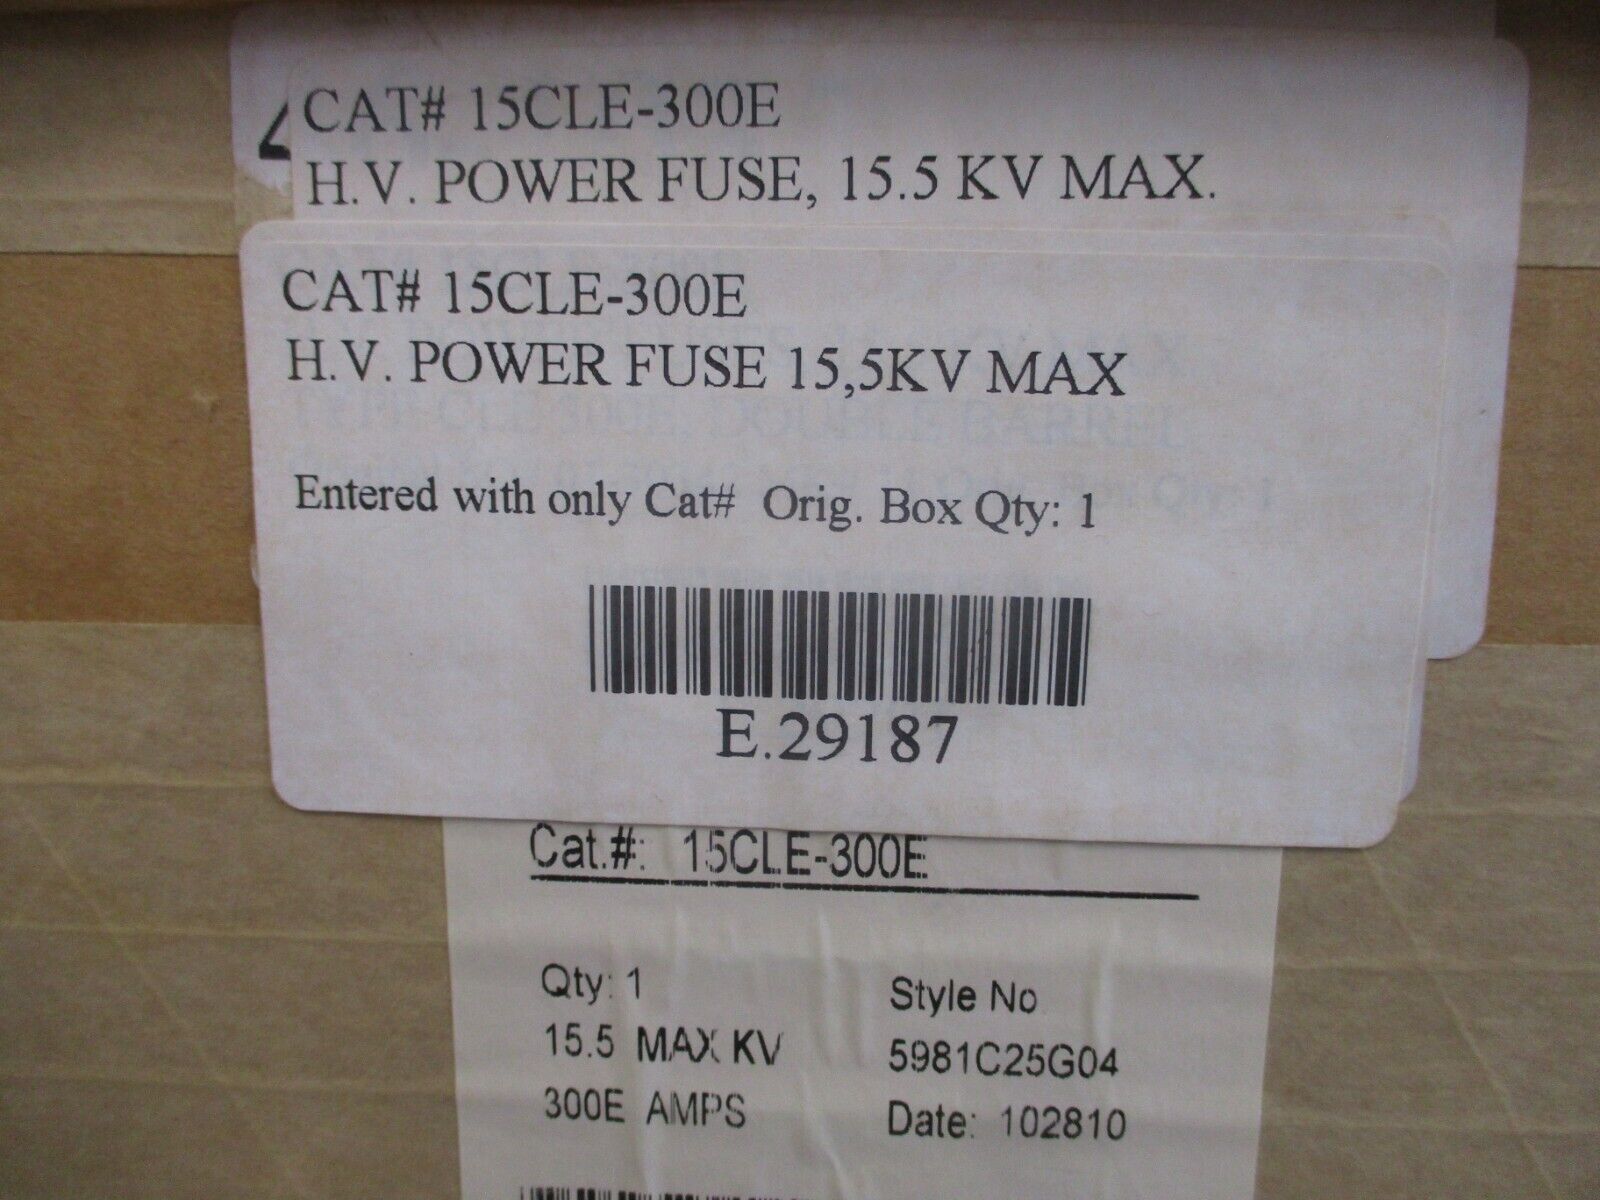 CAT# 15CLE-300E
H.V. POWER FUSE, 15.5 KV MAX.
CAT# 15CLE-300E
H.V. POWER FUSE 15,5KV MAX
Entered with only Cat# Orig. Box Qty: 1
E.29187
Cat.#: 15CLE-300E
Qty: 1
Style No
15.5 MAX KV
5981C25G04
300E AMPS
Date: 102810